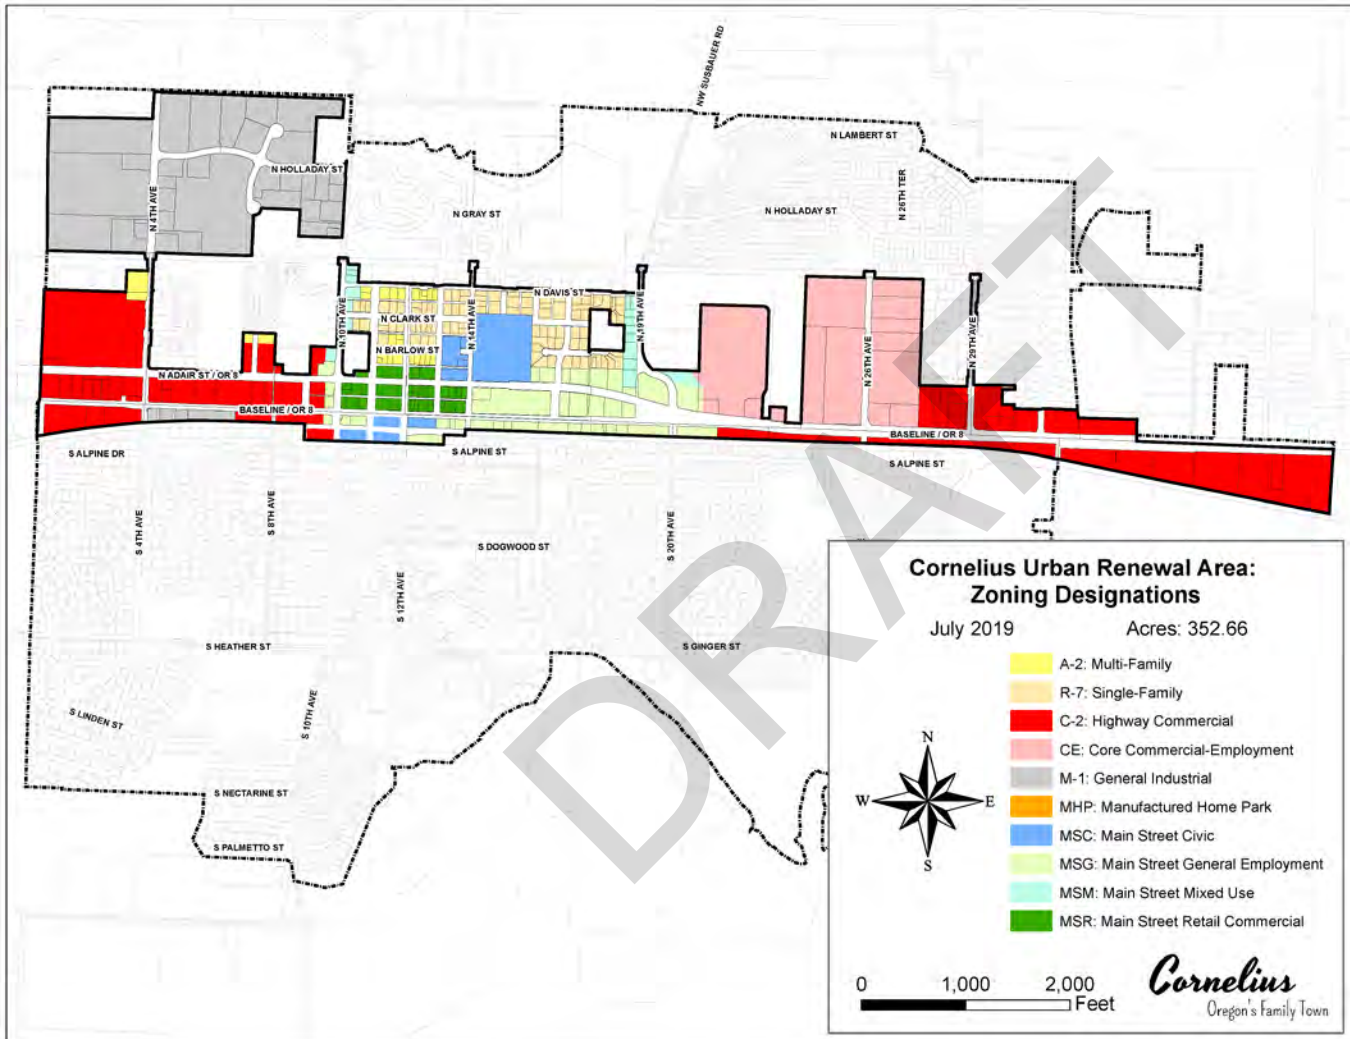 NW SUSBAUER RD
N LAMBERT ST
N HOLLADAY ST
N 26TH TER
N 4TH AVE
N GRAY ST
N HOLLADAY ST
N DAVIS ST
N 10TH AVE
N CLARK ST
N 14TH AVE
N 19TH AVE
N BARLOW ST
N 26TH AVE
N 29TH AVE
N ADAIR ST / OR 8
BASELINE / OR 8
BASELINE / OR 8
S ALPINE DR
S ALPINE ST
S ALPINE ST
S 4TH AVE
S 8TH AVE
S DOGWOOD ST
S 20TH AVE
S 12TH AVE
S HEATHER ST
S GINGER ST
S LINDEN ST
S 10TH AVE
S NECTARINE ST
S PALMETTO ST
DRAFT
Cornelius Urban Renewal Area:
Zoning Designations
July 2019 Acres: 352.66
A-2: Multi-Family
R-7: Single-Family
C-2: Highway Commercial
CE: Core Commercial-Employment
M-1: General Industrial
MHP: Manufactured Home Park
MSC: Main Street Civic
MSG: Main Street General Employment
MSM: Main Street Mixed Use
MSR: Main Street Retail Commercial
N
W E
S
0 1,000 2,000
Feet
Cornelius
Oregon's Family Town